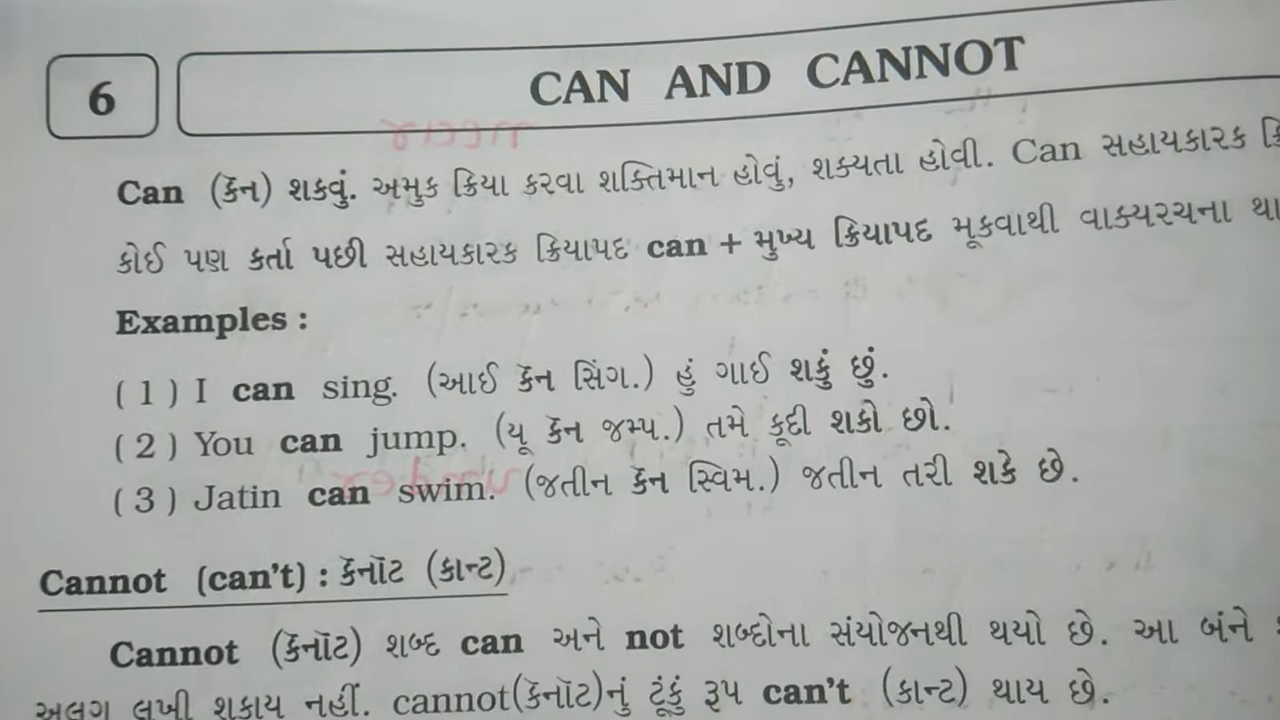 6
CAN AND CANNOT
Can (કૅન) શકવું. અમુક ક્રિયા કરવા શક્તિમાન હોવું, શક્યતા હોવી. Can સહાયકારક
કોઈ પણ કર્તા પછી સહાયકારક ક્રિયાપદ can + મુખ્ય ક્રિયાપદ મૂકવાથી વાક્યરચના
Examples :
( 1 ) I can sing. (આઈ કૅન સિંગ.) હું ગાઈ શકું છું.
( 2 ) You can jump. (યૂ કૅન જમ્પ.) તમે કૂદી શકો છો.
( 3 ) Jatin can swim. (જતીન કૅન સ્વિમ.) જતીન તરી શકે છે.
Cannot (can't) : કૅનૉટ (કાન્ટ)
Cannot (કૅનૉટ) શબ્દ can અને not શબ્દોના સંયોજનથી થયો છે. આ બંને
અલગ લખી શકાય નહીં. cannot(કૅનૉટ)નું ટૂંકું રૂપ can't (કાન્ટ) થાય છે.